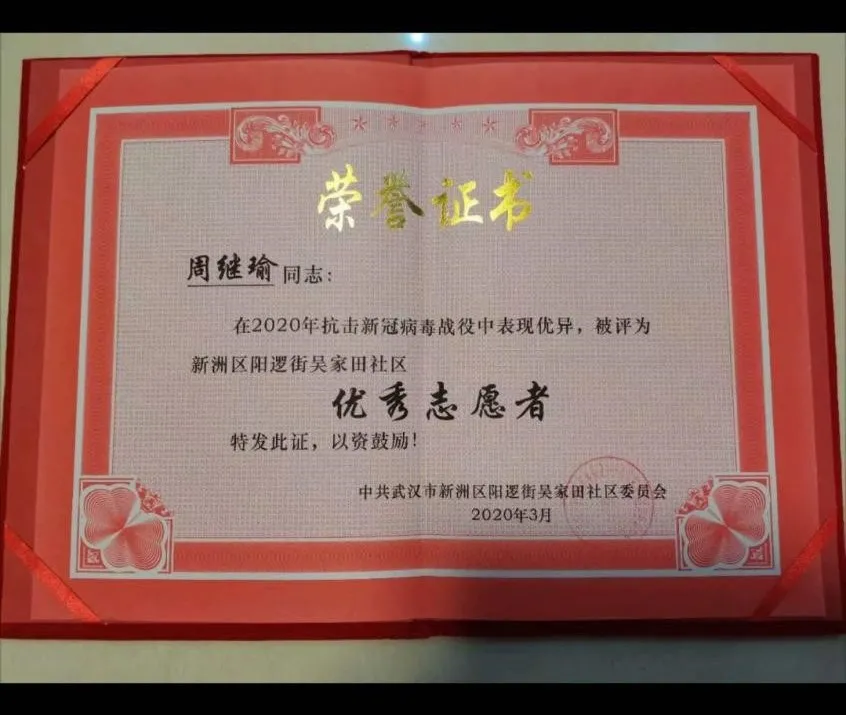 荣誉证书
周继瑜同志：
在2020年抗击新冠病毒战役中表现优异，被评为
新洲区阳逻街吴家田社区
优秀志愿者
特发此证，以资鼓励！
中共武汉市新洲区阳逻街吴家田社区委员会
2020年3月